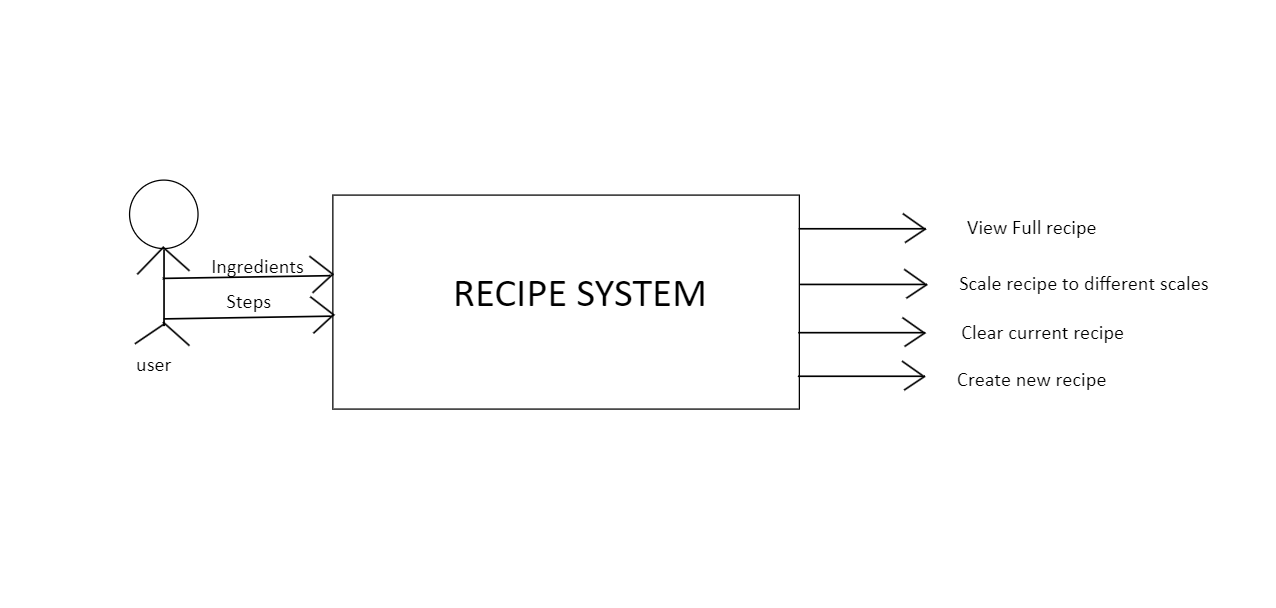 Ingredients
Steps
user
RECIPE SYSTEM
View Full recipe
Scale recipe to different scales
Clear current recipe
Create new recipe